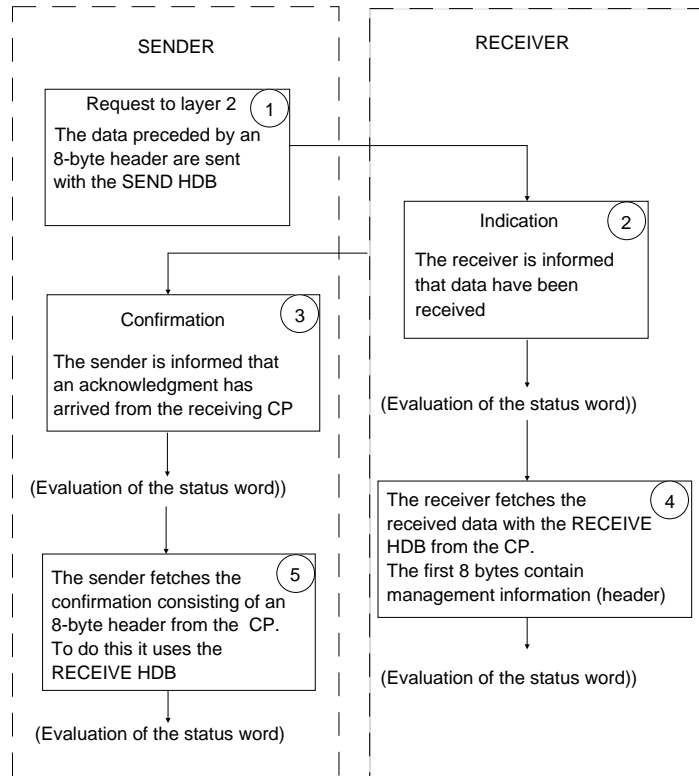 SENDER
RECEIVER
Request to layer 2
1
The data preceded by an
8-byte header are sent
with the SEND HDB
Indication
2
The receiver is informed
that data have been
received
Confirmation
3
The sender is informed that
an acknowledgment has
arrived from the receiving CP
(Evaluation of the status word))
(Evaluation of the status word))
4
The receiver fetches the
received data with the RECEIVE
HDB from the CP.
The first 8 bytes contain
management information (header)
5
The sender fetches the
confirmation consisting of an
8-byte header from the CP.
To do this it uses the
RECEIVE HDB
(Evaluation of the status word))
(Evaluation of the status word)